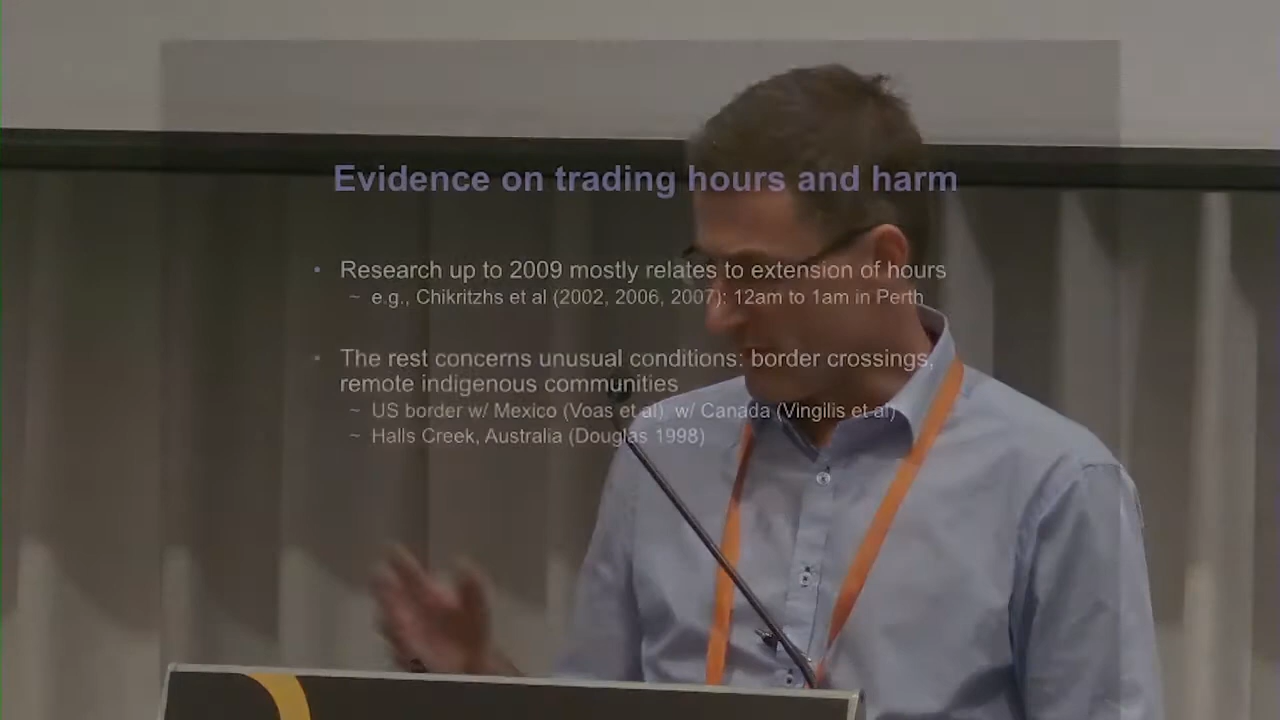 Evidence on trading hours and harm
• Research up to 2009 mostly relates to extension of hours
~ e.g., Chikritzhs et al (2002, 2006, 2007): 12am to 1am in Perth
• The rest concerns unusual conditions: border crossings,
remote indigenous communities
~ US border w/ Mexico (Voas et al), w/ Canada (Vingilis et al)
~ Halls Creek, Australia (Douglas 1998)